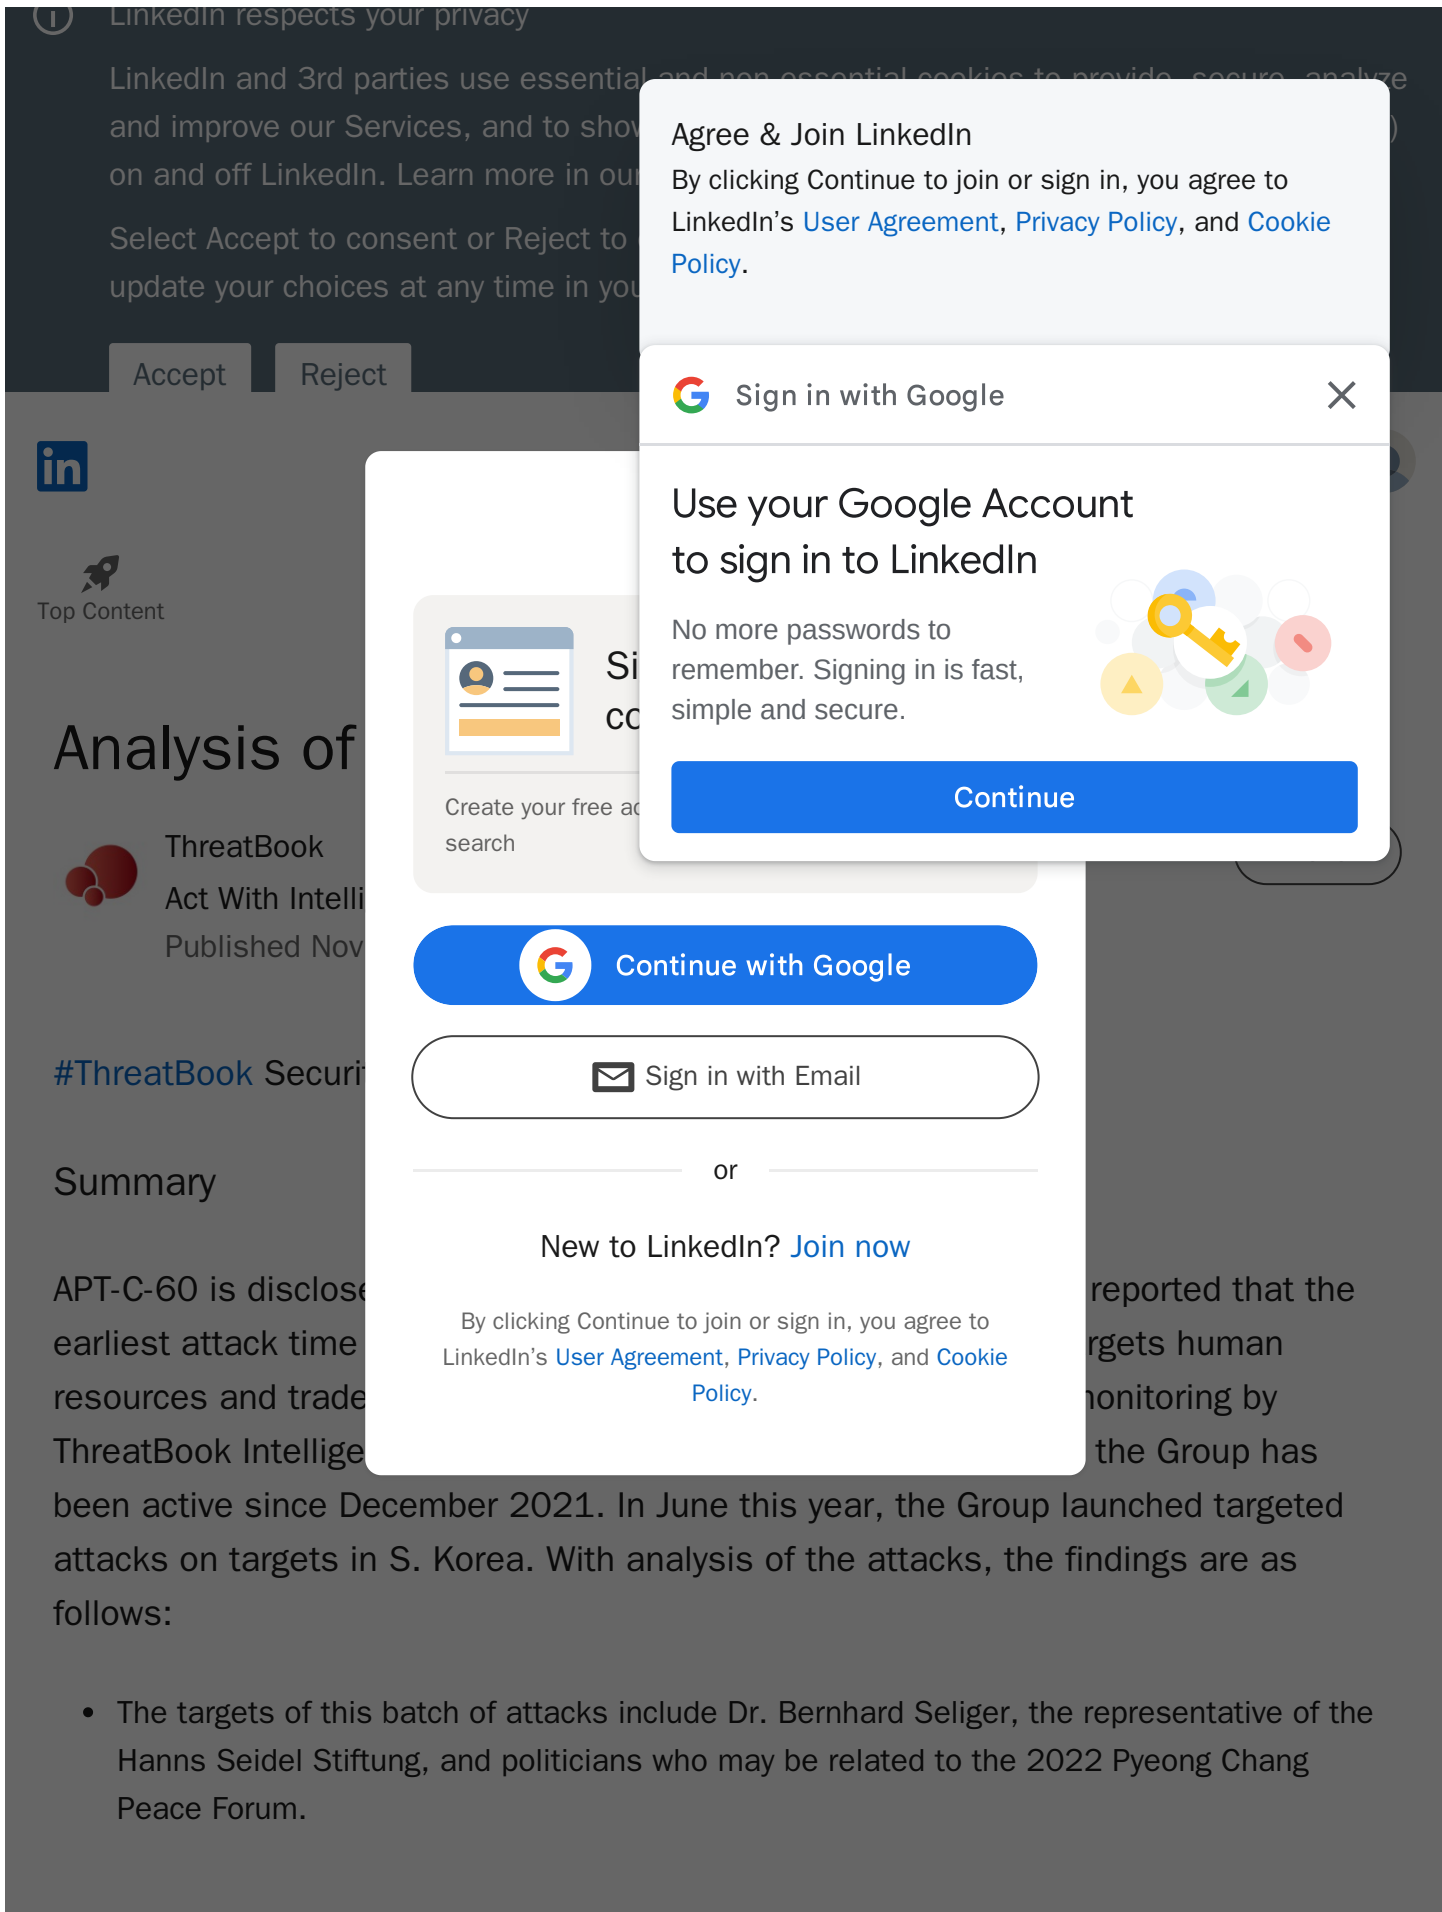 LinkedIn respects your privacy
LinkedIn and 3rd parties use essential and non-essential cookies to provide, secure, analyze
and improve our Services, and to show
on and off LinkedIn. Learn more in our
Select Accept to consent or Reject to
update your choices at any time in
Accept Reject
Agree & Join LinkedIn
By clicking Continue to join or sign in, you agree to
LinkedIn’s User Agreement, Privacy Policy, and Cookie
Policy.
Sign in with Google
Use your Google Account
to sign in to LinkedIn
No more passwords to
remember. Signing in is fast,
simple and secure.
Continue
in
Top Content
Analysis of
ThreatBook
Act With
Published Nov
Create your free
search
Continue with Google
Sign in with Email
or
New to LinkedIn? Join now
By clicking Continue to join or sign in, you agree to
LinkedIn’s User Agreement, Privacy Policy, and Cookie
Policy.
#ThreatBook
Summary
APT-C-60 is reported that the
earliest attack time human
resources and trade by
ThreatBook the Group has
been active since December 2021. In June this year, the Group launched targeted
attacks on targets in S. Korea. With analysis of the attacks, the findings are as
follows:
• The targets of this batch of attacks include Dr. Bernhard Seliger, the representative of the
Hanns Seidel Stiftung, and politicians who may be related to the 2022 Pyeong Chang
Peace Forum.